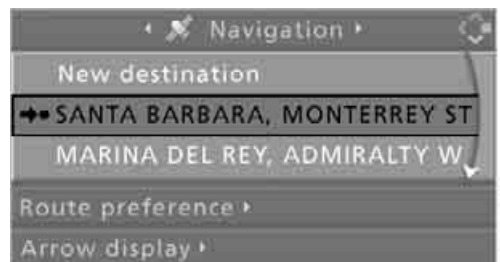 Navigation
New destination
SANTA BARBARA, MONTERREY ST
MARINA DEL REY, ADMIRALTY W
Route preference
Arrow display